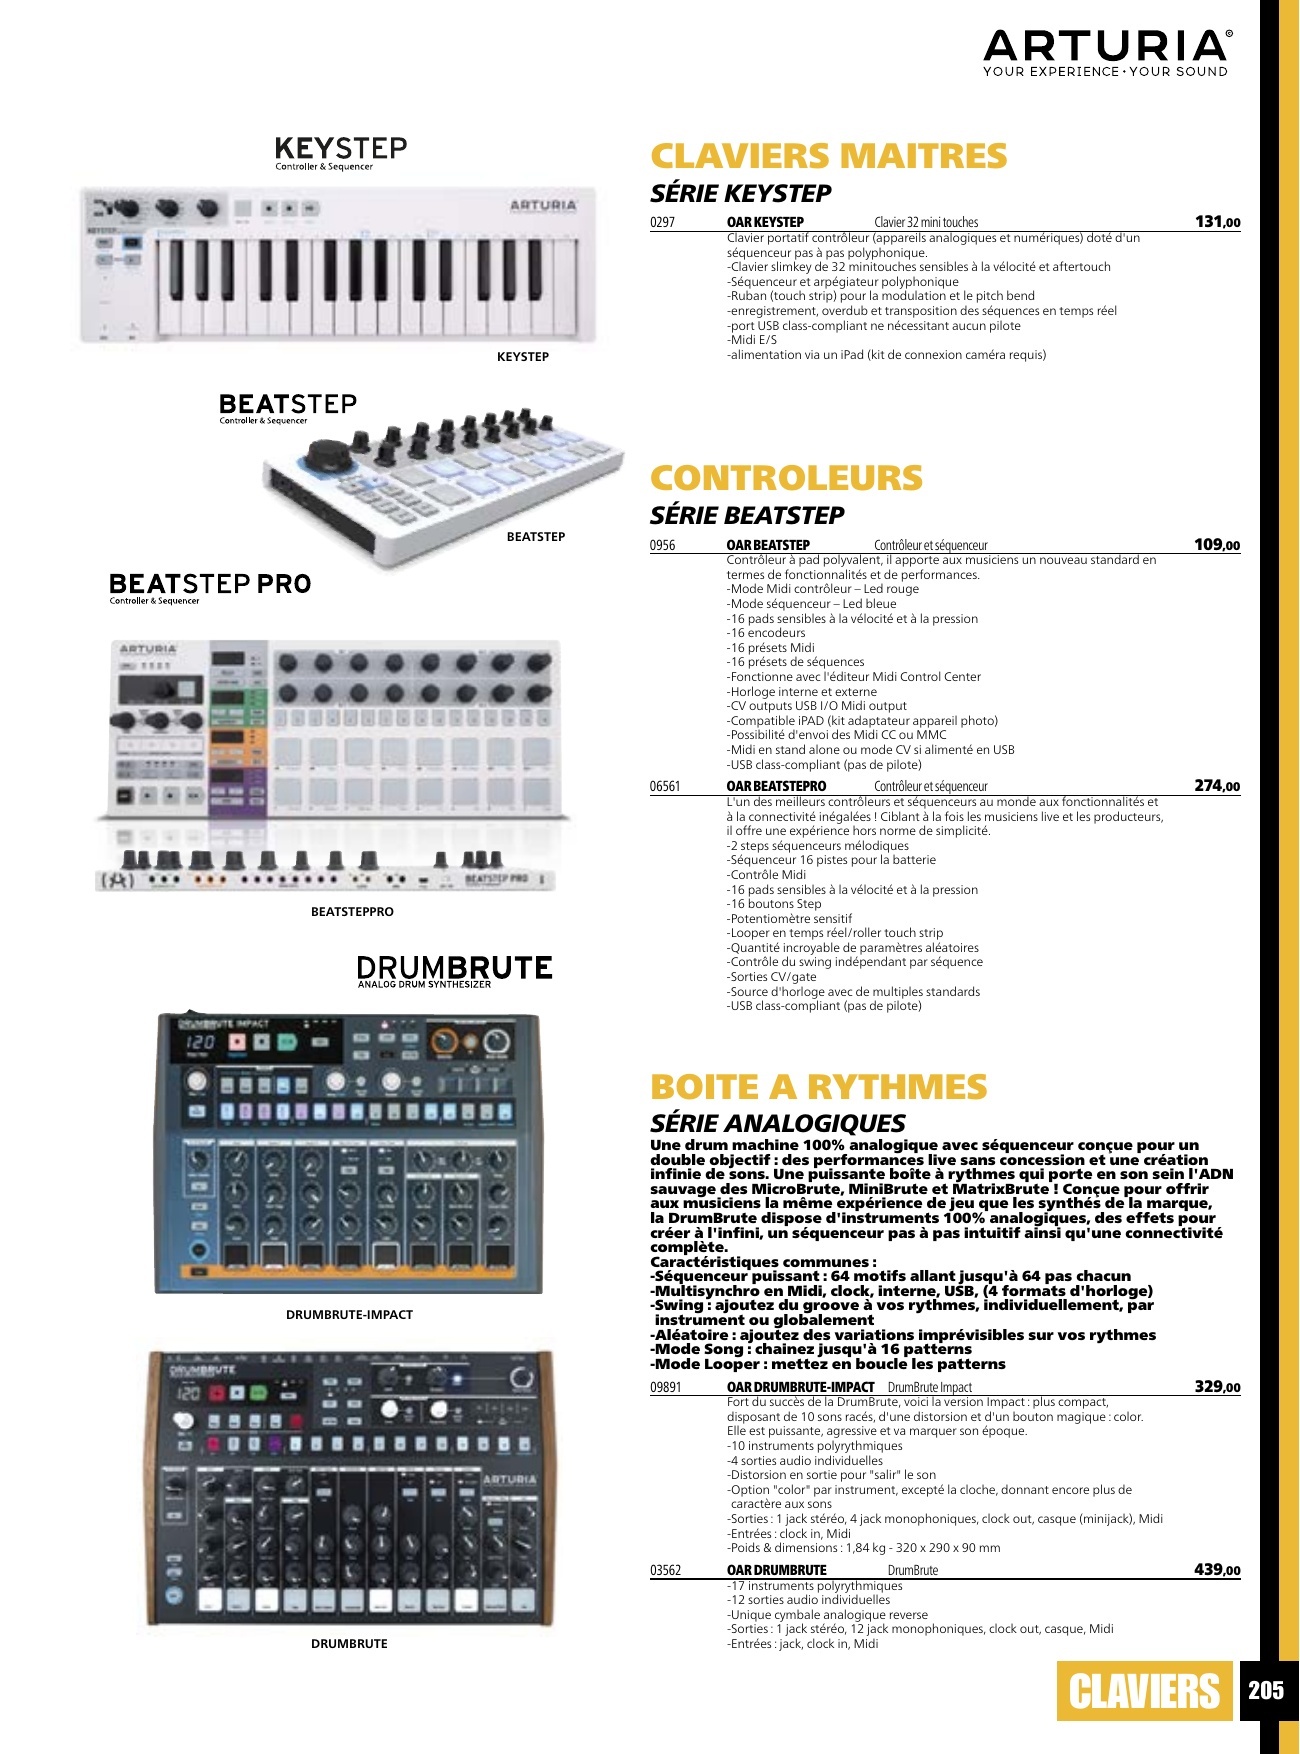 ARTURIA®
YOUR EXPERIENCE • YOUR SOUND
KEYSTEP
Controller & Sequencer
ARTURIA
KEYSTEP
KEYSTEP
BEATSTEP
Controller & Sequencer
BEATSTEP
BEATSTEP PRO
Controller & Sequencer
ARTURIA
BEATSTEP PRO
BEATSTEPPRO
DRUMBRUTE
ANALOG DRUM SYNTHESIZER
DRUMBRUTE IMPACT
120
DRUMBRUTE-IMPACT
DRUMBRUTE
120
ARTURIA
DRUMBRUTE
CLAVIERS MAITRES
SÉRIE KEYSTEP
0297 OAR KEYSTEP Clavier 32 mini touches 131,00
Clavier portatif contrôleur (appareils analogiques et numériques) doté d'un
séquenceur pas à pas polyphonique.
-Clavier slimkey de 32 minitouches sensibles à la vélocité et aftertouch
-Séquenceur et arpégiateur polyphonique
-Ruban (touch strip) pour la modulation et le pitch bend
-enregistrement, overdub et transposition des séquences en temps réel
-port USB class-compliant ne nécessitant aucun pilote
-Midi E/S
-alimentation via un iPad (kit de connexion caméra requis)
CONTROLEURS
SÉRIE BEATSTEP
0956 OAR BEATSTEP Contrôleur et séquenceur 109,00
Contrôleur à pad polyvalent, il apporte aux musiciens un nouveau standard en
termes de fonctionnalités et de performances.
-Mode Midi contrôleur – Led rouge
-Mode séquenceur – Led bleue
-16 pads sensibles à la vélocité et à la pression
-16 encodeurs
-16 présets Midi
-16 présets de séquences
-Fonctionne avec l'éditeur Midi Control Center
-Horloge interne et externe
-CV outputs USB I/O Midi output
-Compatible iPAD (kit adaptateur appareil photo)
-Possibilité d'envoi des Midi CC ou MMC
-Midi en stand alone ou mode CV si alimenté en USB
-USB class-compliant (pas de pilote)
06561 OAR BEATSTEPRO Contrôleur et séquenceur 274,00
L'un des meilleurs contrôleurs et séquenceurs au monde aux fonctionnalités et
à la connectivité inégalées ! Ciblant à la fois les musiciens live et les producteurs,
il offre une expérience hors norme de simplicité.
-2 steps séquenceurs mélodiques
-Séquenceur 16 pistes pour la batterie
-Contrôle Midi
-16 pads sensibles à la vélocité et à la pression
-16 boutons Step
-Potentiomètre sensitif
-Looper en temps réel/roller touch strip
-Quantité incroyable de paramètres aléatoires
-Contrôle du swing indépendant par séquence
-Sorties CV/gate
-Source d'horloge avec de multiples standards
-USB class-compliant (pas de pilote)
BOITE A RYTHMES
SÉRIE ANALOGIQUES
Une drum machine 100% analogique avec séquenceur conçue pour un
double objectif : des performances live sans concession et une création
infinie de sons. Une puissante boîte à rythmes qui porte en son sein l'ADN
sauvage des MicroBrute, MiniBrute et MatrixBrute ! Conçue pour offrir
aux musiciens la même expérience de jeu que les synthés de la marque,
la DrumBrute dispose d'instruments 100% analogiques, des effets pour
créer à l'infini, un séquenceur pas à pas intuitif ainsi qu'une connectivité
complète.
Caractéristiques communes :
-Séquenceur puissant : 64 motifs allant jusqu'à 64 pas chacun
-Multisynchro en Midi, clock, interne, USB, (4 formats d'horloge)
-Swing : ajoutez du groove à vos rythmes, individuellement, par
instrument ou globalement
-Aléatoire : ajoutez des variations imprévisibles sur vos rythmes
-Mode Song : chainez jusqu'à 16 patterns
-Mode Looper : mettez en boucle les patterns
09891 OAR DRUMBRUTE-IMPACT DrumBrute Impact 329,00
Fort du succès de la DrumBrute, voici la version Impact : plus compact,
disposant de 10 sons racés, d'une distorsion et d'un bouton magique : color.
Elle est puissante, agressive et va marquer son époque.
-10 instruments polyrythmiques
-4 sorties audio individuelles
-Distorsion en sortie pour "salir" le son
-Option "color" par instrument, excepté la cloche, donnant encore plus de
caractère aux sons
-Sorties : 1 jack stéréo, 4 jack monophoniques, clock out, casque (minijack), Midi
-Entrées : clock in, Midi
-Poids & dimensions : 1,84 kg - 320 x 290 x 90 mm
03562 OAR DRUMBRUTE DrumBrute 439,00
-17 instruments polyrythmiques
-12 sorties audio individuelles
-Unique cymbale analogique reverse
-Sorties : 1 jack stéréo, 12 jack monophoniques, clock out, casque, Midi
-Entrées : jack, clock in, Midi
CLAVIERS 205